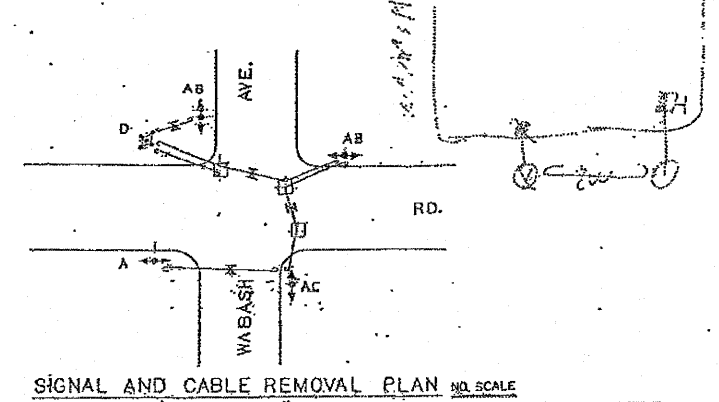 AB
AVE.
D
AB
RD.
A
AC
WABASH
H
V
SIGNAL AND CABLE REMOVAL PLAN NO. SCALE